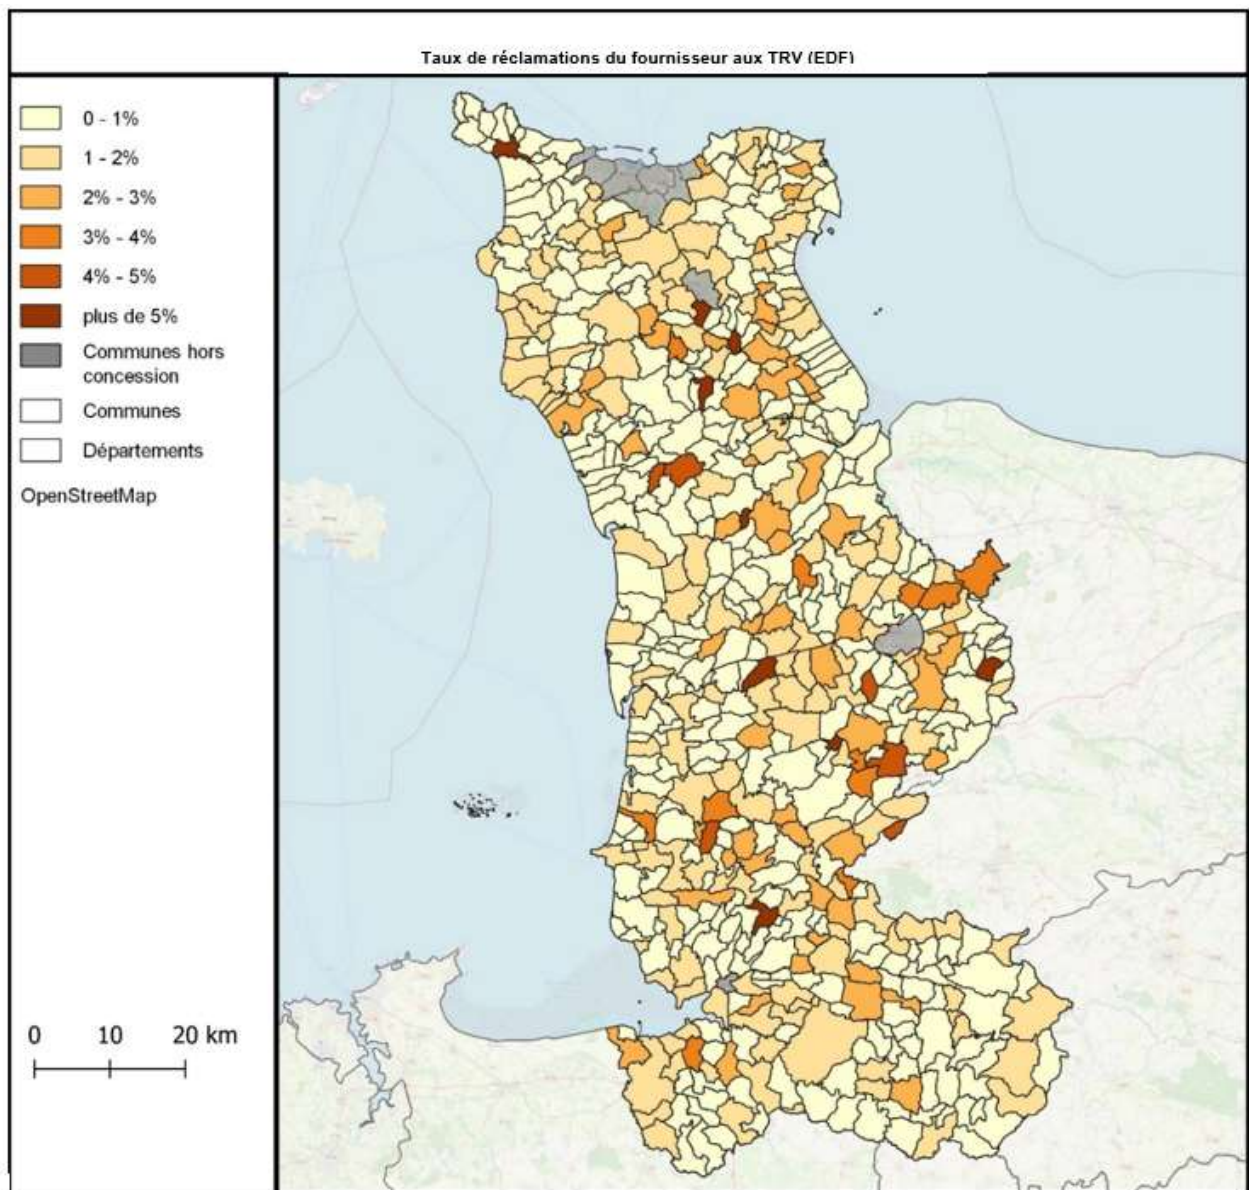 Taux de réclamations du fournisseur aux TRV (EDF)
0 - 1%
1 - 2%
2% - 3%
3% - 4%
4% - 5%
plus de 5%
Communes hors
concession
Communes
Départements
OpenStreetMap
0 10 20 km